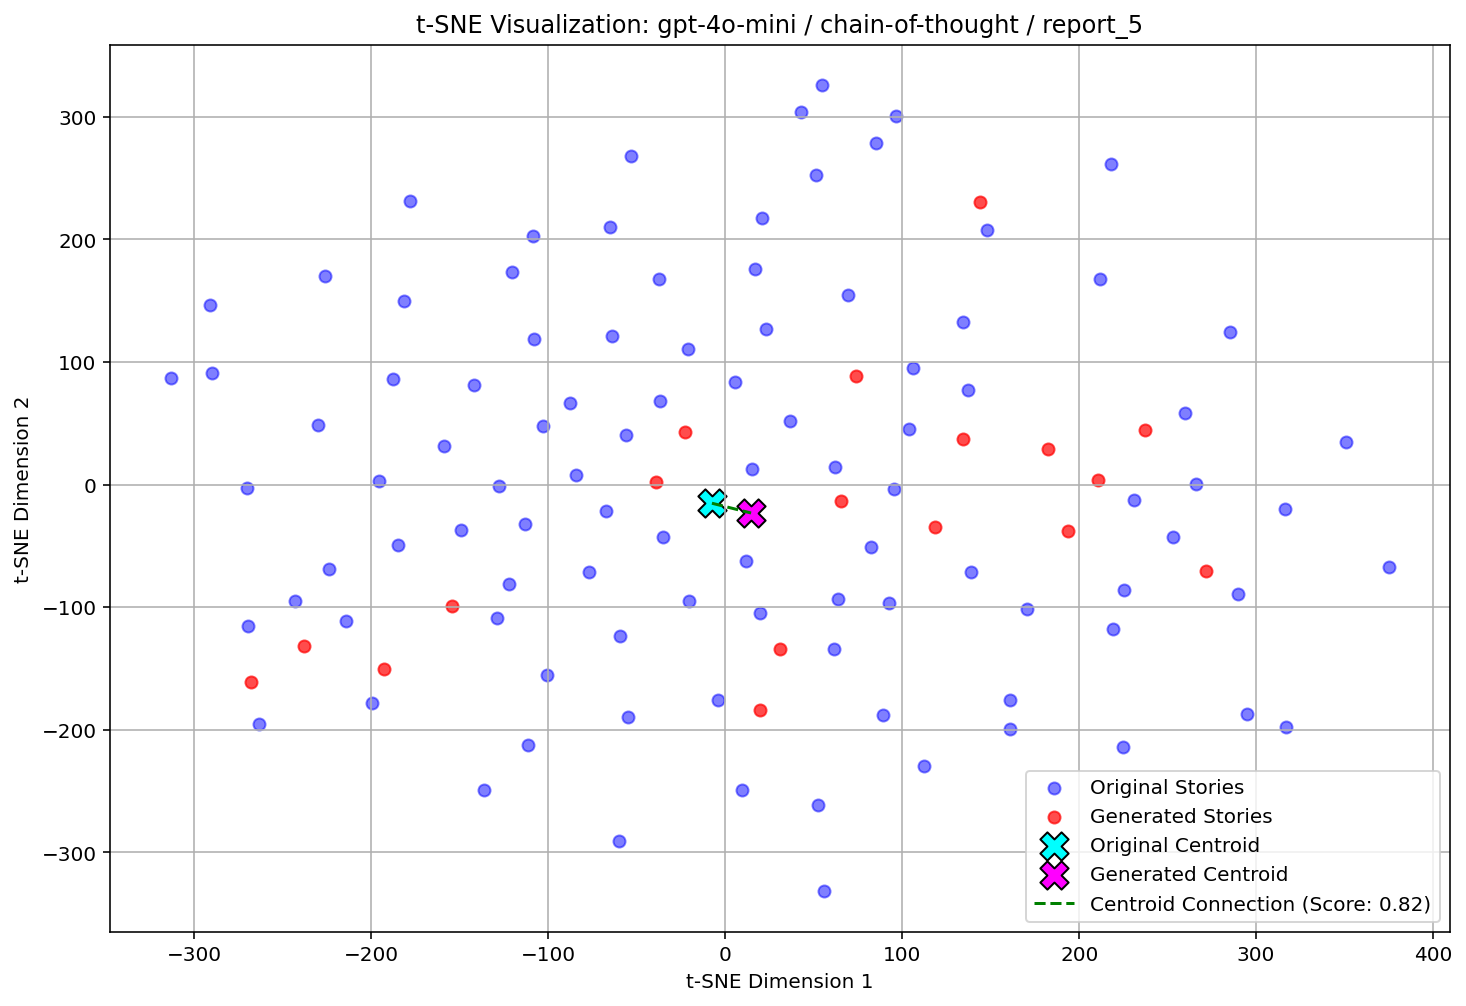 t-SNE Visualization: gpt-4o-mini / chain-of-thought / report_5
t-SNE Dimension 2
300
200
100
0
−100
−200
−300
−300
−200
−100
0
100
200
300
400
t-SNE Dimension 1
Original Stories
Generated Stories
Original Centroid
Generated Centroid
Centroid Connection (Score: 0.82)